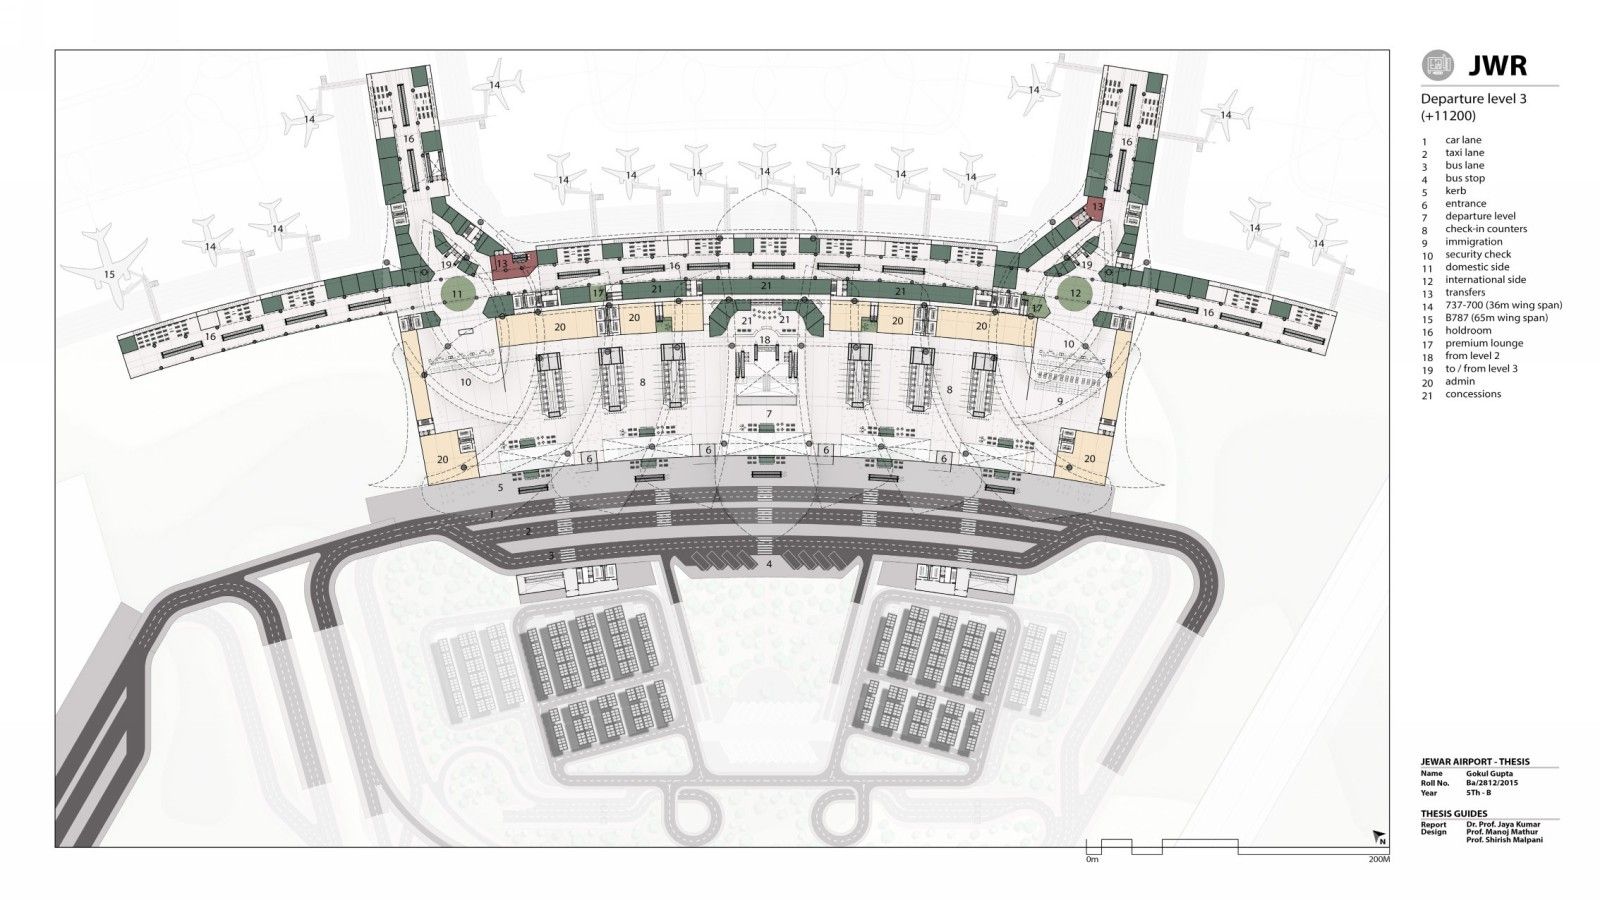 JWR
Departure level 3
(+11200)
1 car lane
2 taxi lane
3 bus lane
4 bus stop
5 kerb
6 entrance
7 departure level
8 check-in counters
9 immigration
10 security check
11 domestic side
12 international side
13 transfers
14 737-700 (36m wing span)
15 B787 (65m wing span)
16 holdroom
17 premium lounge
18 from level 2
19 to / from level 3
20 admin
21 concessions
14 14 14 14
16 16
14 14 14 14 14 14 14
13
14 14 14 14
15
19 13 16 19
11 17 21 21 21 17 12
16 20 20 21 21 20 20 16
18 10
10 8 8
7 9
6 6 6 6
20 20
5
1
2
3
4
JEWAR AIRPORT - THESIS
Name Gokul Gupta
Roll No. Ba/2812/2015
Year 5Th - B
THESIS GUIDES
Report Dr. Prof. Jaya Kumar
Design Prof. Manoj Mathur
Prof. Shirish Malpani
N
0m 200M